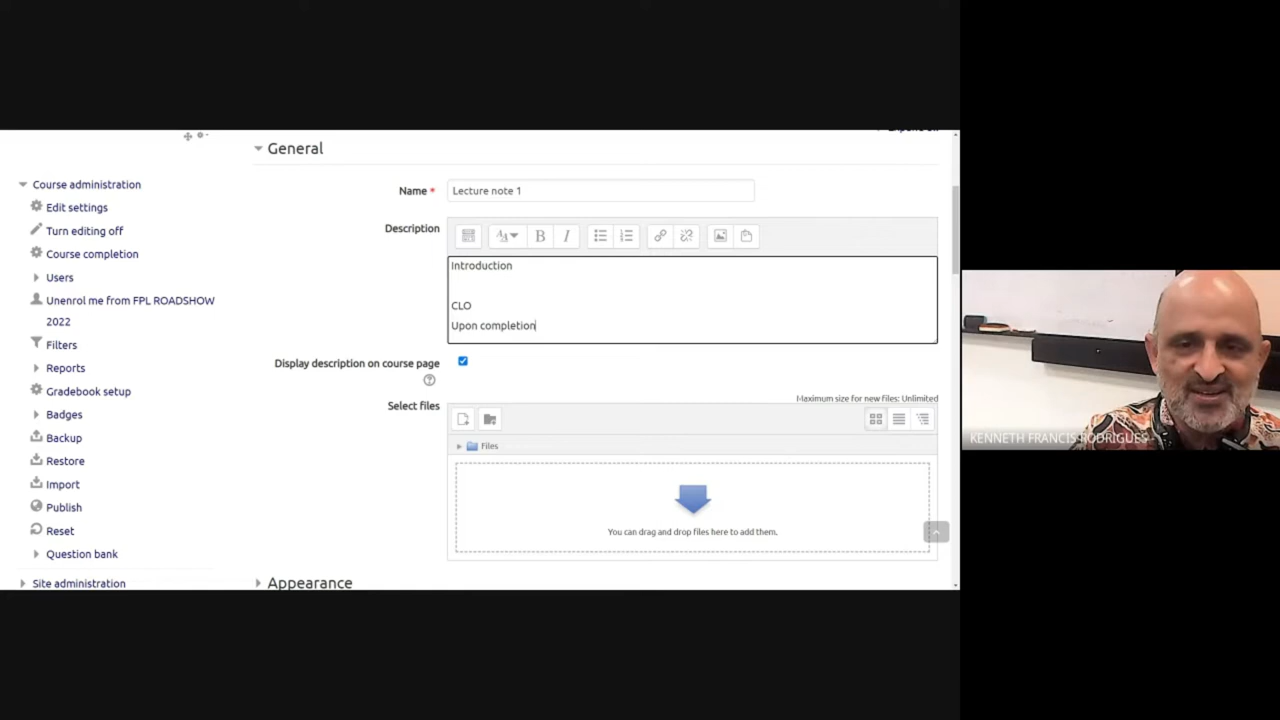 General
Course administration
Edit settings
Turn editing off
Course completion
Users
Unenrol me from FPL ROADSHOW
2022
Filters
Reports
Gradebook setup
Badges
Backup
Restore
Import
Publish
Reset
Question bank
Site administration
Name *
Lecture note 1
Description
Introduction
CLO
Upon completion
Display description on course page
Maximum size for new files: Unlimited
Select files
Files
You can drag and drop files here to add them.
Appearance
KENNETH FRANCIS RODRIGUES